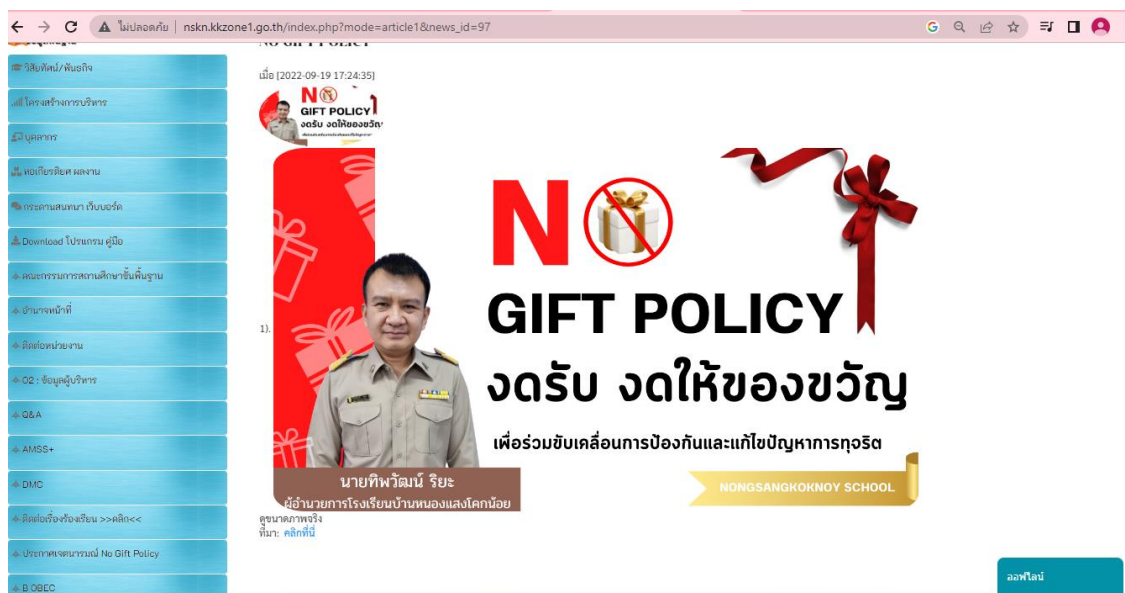 ไม่ปลอดภัย nskn.kkzone1.go.th/index.php?mode=article1&news_id=97
NO GIFT POLICY
วิสัยทัศน์/พันธกิจ
โครงสร้างการบริหาร
บุคลากร
หอเกียรติยศ ผลงาน
กระดานสนทนา เว็บบอร์ด
Download โปรแกรม คู่มือ
คณะกรรมการสถานศึกษาขั้นพื้นฐาน
อำนาจหน้าที่
ติดต่อหน่วยงาน
O2 : ข้อมูลผู้บริหาร
Q&A
AMSS+
DMC
ติดต่อเรื่องร้องเรียน >>คลิก<<
ประกาศเจตนารมณ์ No Gift Policy
B.OBEC
เมื่อ [2022-09-19 17:24:35]
NO
GIFT POLICY
งดรับ งดให้ของขวัญ
1).
NO
GIFT POLICY
งดรับ งดให้ของขวัญ
เพื่อร่วมขับเคลื่อนการป้องกันและแก้ไขปัญหาการทุจริต
NONGSANGKOKNOY SCHOOL
นายทิพวัฒน์ ริยะ
ผู้อำนวยการโรงเรียนบ้านหนองแสงโคกน้อย
ดูขนาดภาพจริง
ที่มา: คลิกที่นี่
ออฟไลน์